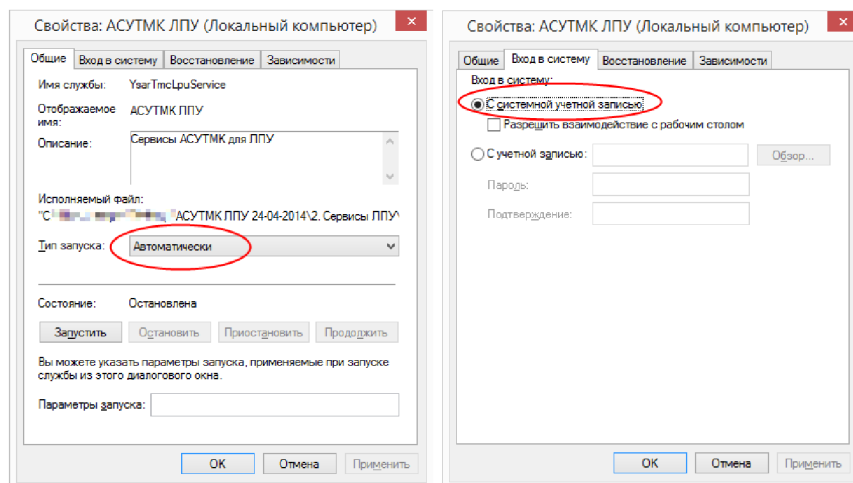 Свойства: АСУТМК ЛПУ (Локальный компьютер)
Общие Вход в систему Восстановление Зависимости
Имя службы: YsarTmcLpuService
Отображаемое имя: АСУТМК ЛПУ
Описание: Сервисы АСУТМК для ЛПУ
Исполняемый файл:
"C АСУТМК ЛПУ 24-04-2014\2. Сервисы ЛПУ\
Тип запуска: Автоматически
Состояние: Остановлена
Запустить Остановить Приостановить Продолжить
Вы можете указать параметры запуска, применяемые при запуске
службы из этого диалогового окна.
Параметры запуска:
OK Отмена Применить
Свойства: АСУТМК ЛПУ (Локальный компьютер)
Общие Вход в систему Восстановление Зависимости
Вход в систему:
С системной учетной записью
Разрешить взаимодействие с рабочим столом
С учетной записью: Обзор...
Пароль:
Подтверждение:
OK Отмена Применить